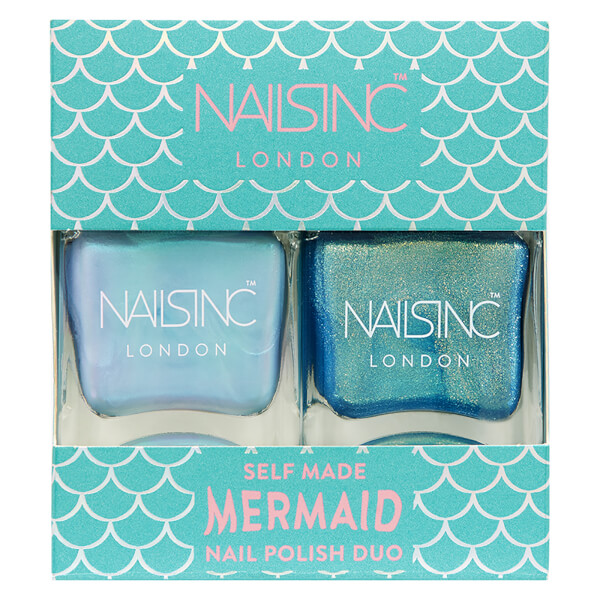 NAILSINC™
LONDON
NAILSINC™
LONDON
NAILSINC™
LONDON
SELF MADE
MERMAID
NAIL POLISH DUO